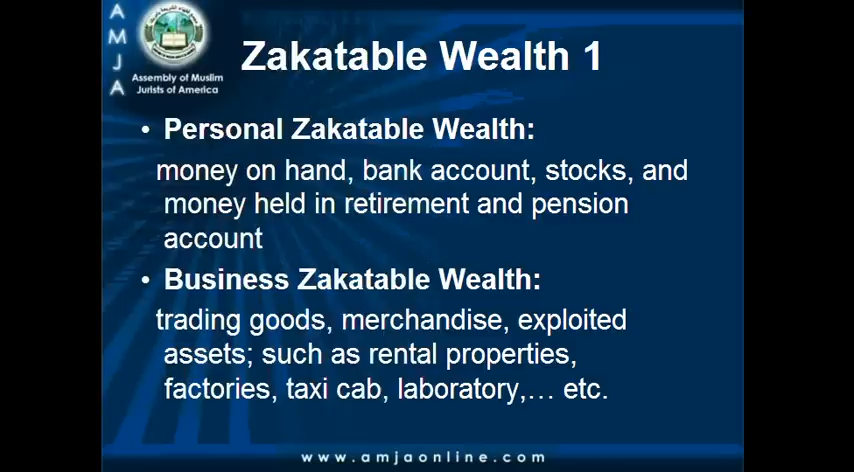 A
M
J
A
Assembly of Muslim
Jurists of America
Zakatable Wealth 1
• Personal Zakatable Wealth:
money on hand, bank account, stocks, and
money held in retirement and pension
account
• Business Zakatable Wealth:
trading goods, merchandise, exploited
assets; such as rental properties,
factories, taxi cab, laboratory,… etc.
www.amjaonline.com